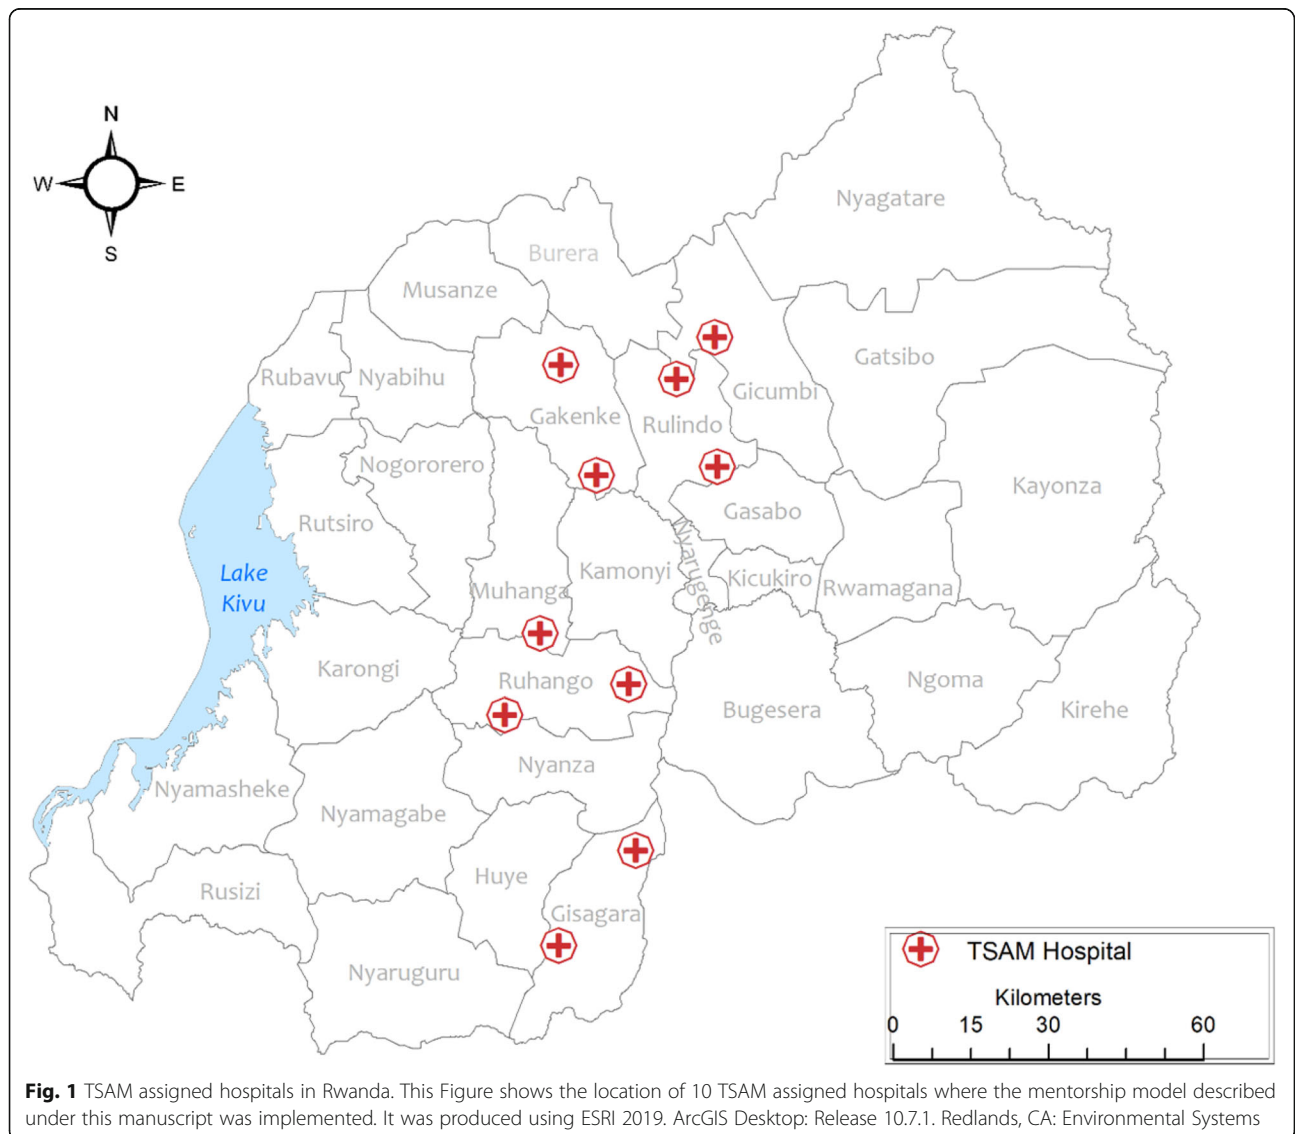 N
W
E
S
Nyagatare
Burera
Musanze
Gatsibo
Rubavu
Nyabihu
Gicumbi
Gakenke
Rulindo
Nogororero
Kayonza
Rutsiro
Gasabo
Nyarugenge
Lake
Kivu
Kamonyi
Kicukiro
Muhanga
Rwamagana
Karongi
Ruhango
Ngoma
Bugesera
Kirehe
Nyanza
Nyamasheke
Nyamagabe
Huye
Rusizi
Gisagara
Nyaruguru
TSAM Hospital
Kilometers
0 15 30 60
Fig. 1 TSAM assigned hospitals in Rwanda. This Figure shows the location of 10 TSAM assigned hospitals where the mentorship model described
under this manuscript was implemented. It was produced using ESRI 2019. ArcGIS Desktop: Release 10.7.1. Redlands, CA: Environmental Systems